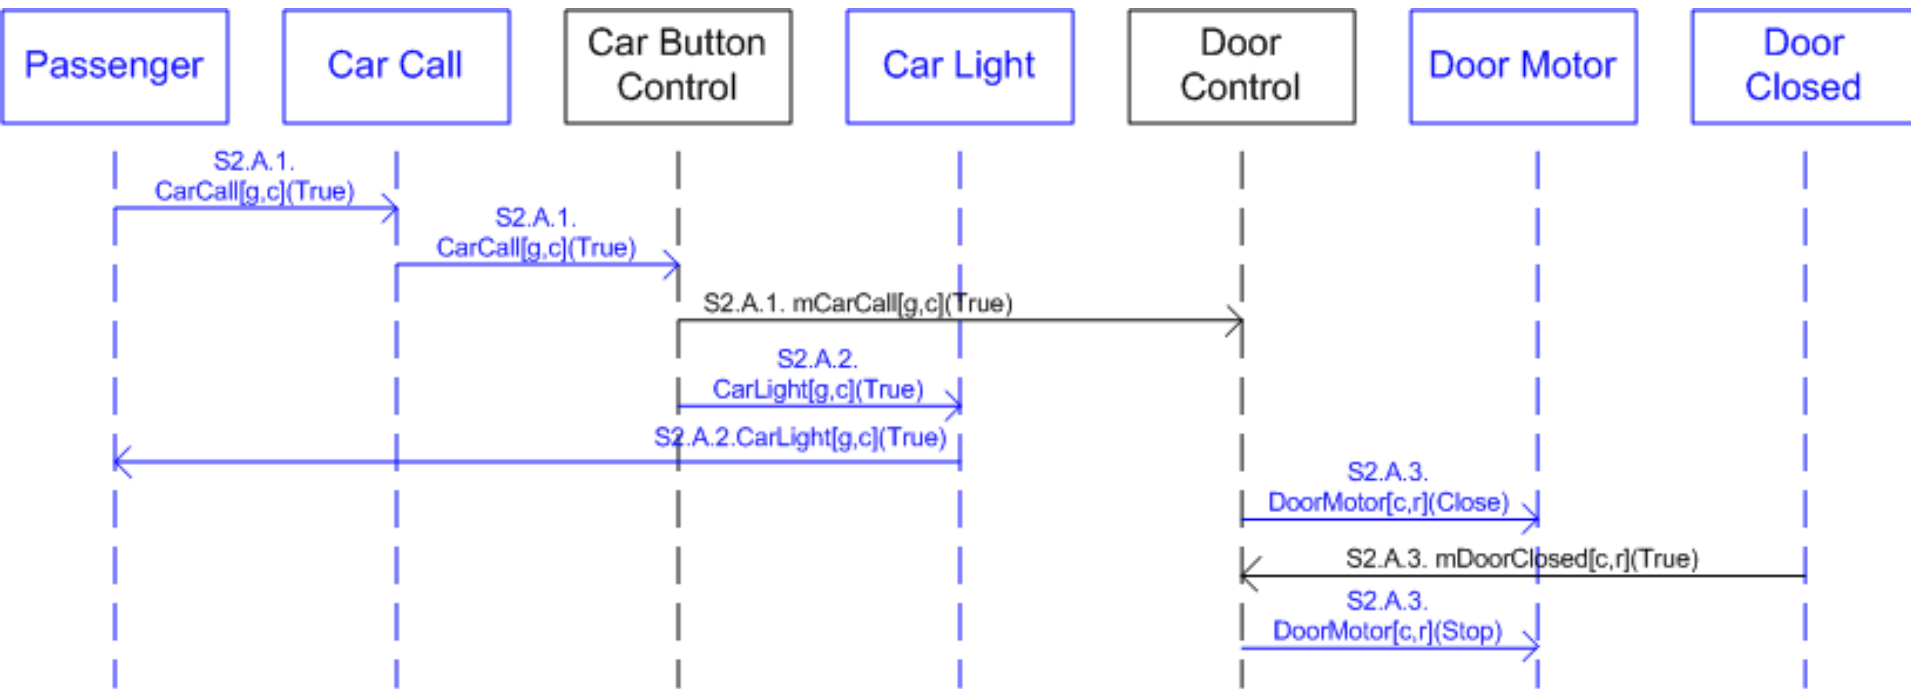 Passenger
Car Call
Car Button
Control
Car Light
Door
Control
Door Motor
Door
Closed
S2.A.1.
CarCall[g,c](True)
S2.A.1.
CarCall[g,c](True)
S2.A.1. mCarCall[g,c](True)
S2.A.2.
CarLight[g,c](True)
S2.A.2.CarLight[g,c](True)
S2.A.3.
DoorMotor[c,r](Close)
S2.A.3. mDoorClosed[c,r](True)
S2.A.3.
DoorMotor[c,r](Stop)